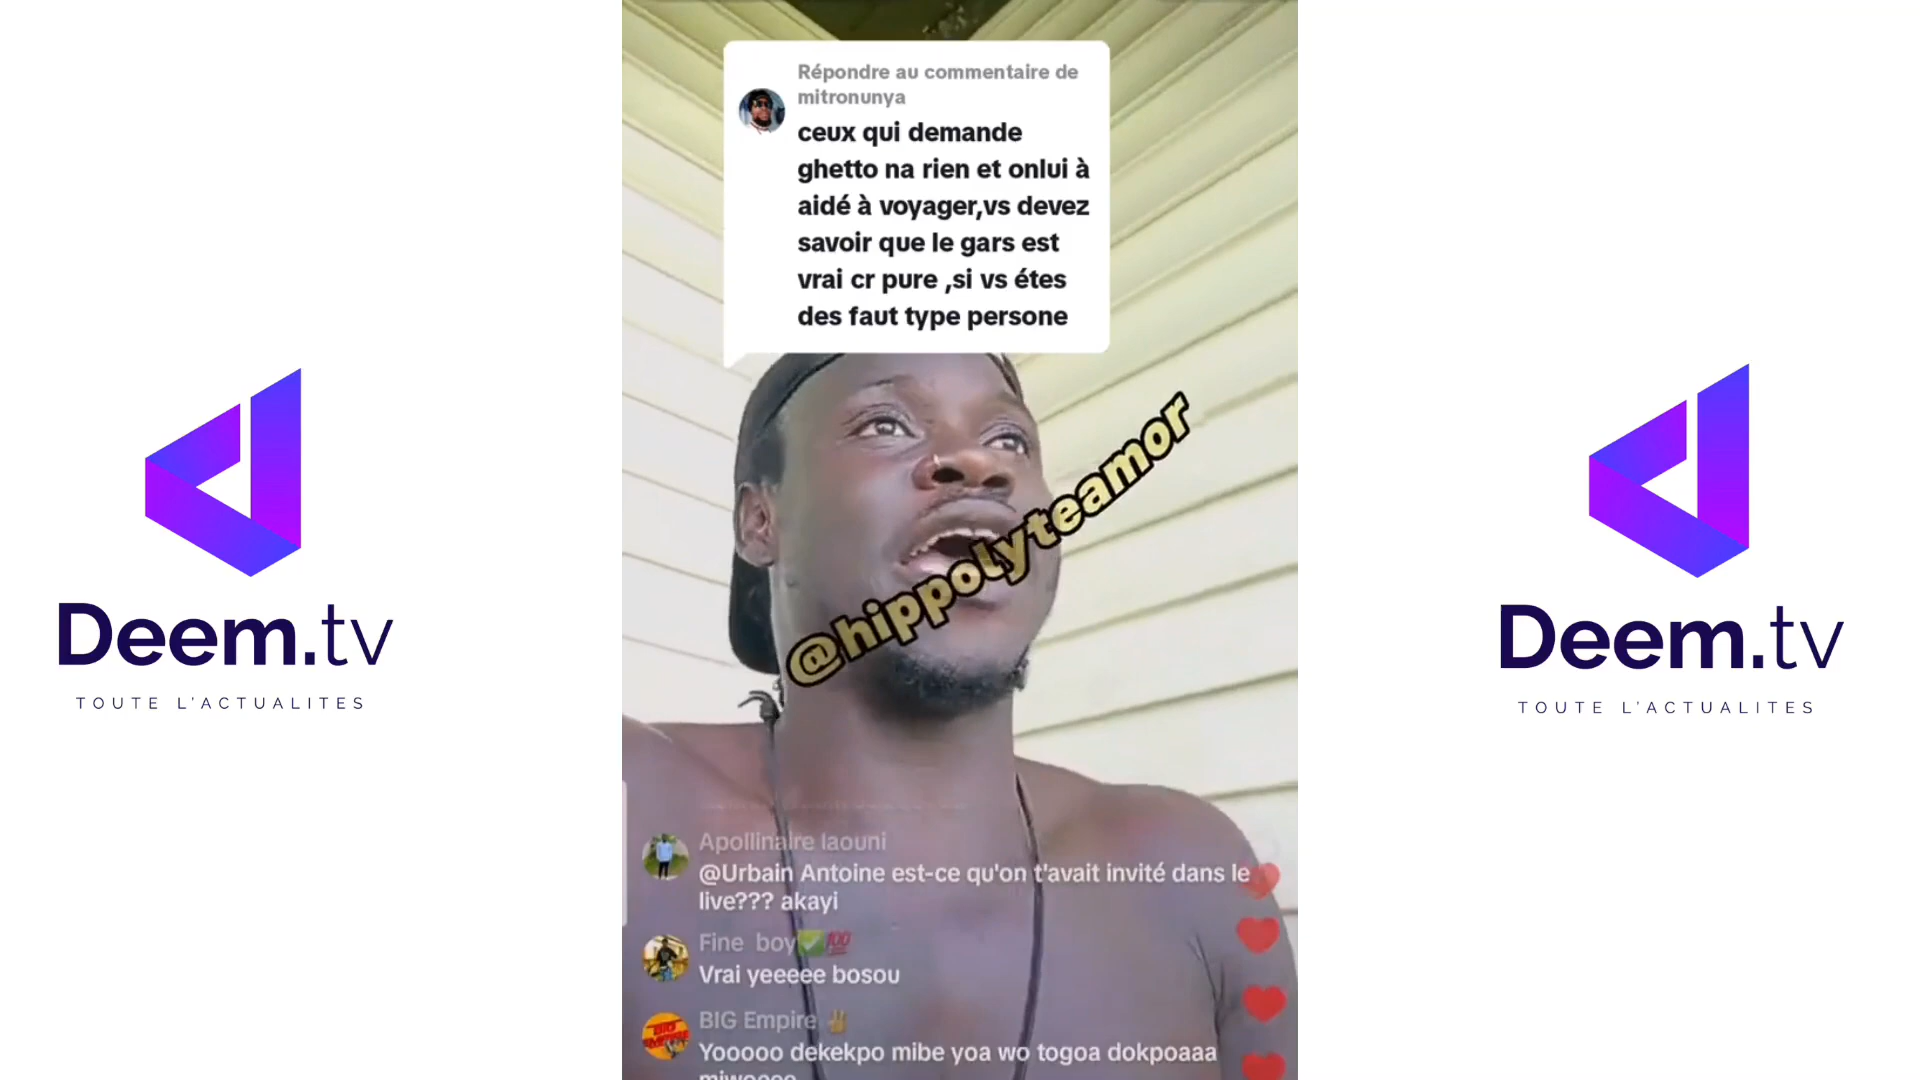 Répondre au commentaire de
mitronunya
ceux qui demande
ghetto na rien et onlui à
aidé à voyager,vs devez
savoir que le gars est
vrai cr pure ,si vs étes
des faut type persone
@hippolyteamor
Deem.tv
TOUTE L'ACTUALITES
Deem.tv
TOUTE L'ACTUALITES
Apollinaire laouni
@Urbain Antoine est-ce qu'on t'avait invité dans le
live??? akayi
Fine boy✅💯
Vrai yeeeee bosou
BIG Empire ✌
Yooooo dekekpo mibe yoa wo togoa dokpoaaa